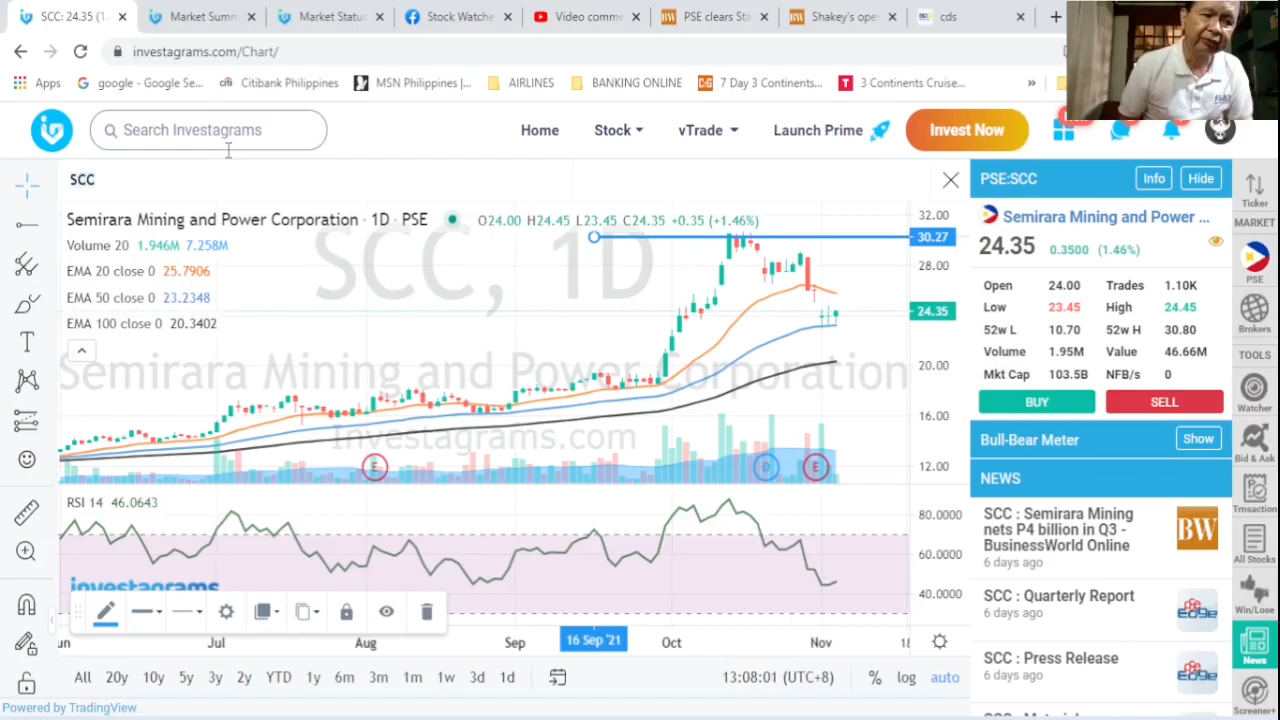 SCC: 24.35 (1.
Market Summ
Market Status
Stock Watche
Video comme
PSE clears Sta
Shakey's ope
cds
investagrams.com/Chart/
Apps
google - Google Se...
Citibank Philippines
MSN Philippines |...
AIRLINES
BANKING ONLINE
7 Day 3 Continents...
3 Continents Cruise...
»
Search Investagrams
Home
Stock
vTrade
Launch Prime
Invest Now
SCC
Semirara Mining and Power Corporation · 1D · PSE
O24.00 H24.45 L23.45 C24.35 +0.35 (+1.46%)
Volume 20 1.946M 7.258M
EMA 20 close 0 25.7906
EMA 50 close 0 23.2348
EMA 100 close 0 20.3402
SCC, 1D
Semirara Mining and Power Corporation
Investagrams.com
32.00
30.27
28.00
24.35
20.00
16.00
12.00
E
D
E
RSI 14 46.0643
investagrams
80.0000
60.0000
40.0000
un
Jul
Aug
Sep
16 Sep '21
Oct
Nov
18
All
20y
10y
5y
3y
2y
YTD
1y
6m
3m
1m
1w
3d
1d
13:08:01 (UTC+8)
%
log
auto
Powered by TradingView
PSE:SCC
Info
Hide
Semirara Mining and Power ...
24.35 0.3500 (1.46%)
Open 24.00 Trades 1.10K
Low 23.45 High 24.45
52w L 10.70 52w H 30.80
Volume 1.95M Value 46.66M
Mkt Cap 103.5B NFB/s 0
BUY
SELL
Bull-Bear Meter
Show
NEWS
SCC : Semirara Mining
nets P4 billion in Q3 -
BusinessWorld Online
6 days ago
BW
SCC : Quarterly Report
6 days ago
SCC : Press Release
6 days ago
Ticker
MARKET
PSE
Brokers
TOOLS
Watcher
Bid & Ask
Trnsaction
All Stocks
Win/Lose
News
Screener+